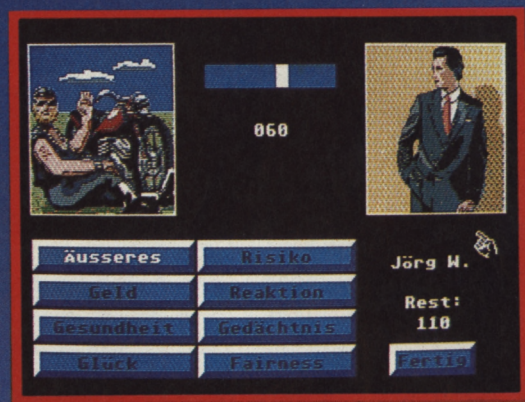 060
Äusseres
Risiko
Geld
Reaktion
Gesundheit
Gedächtnis
Glück
Fairness
Jörg W.
Rest:
110
Fertig